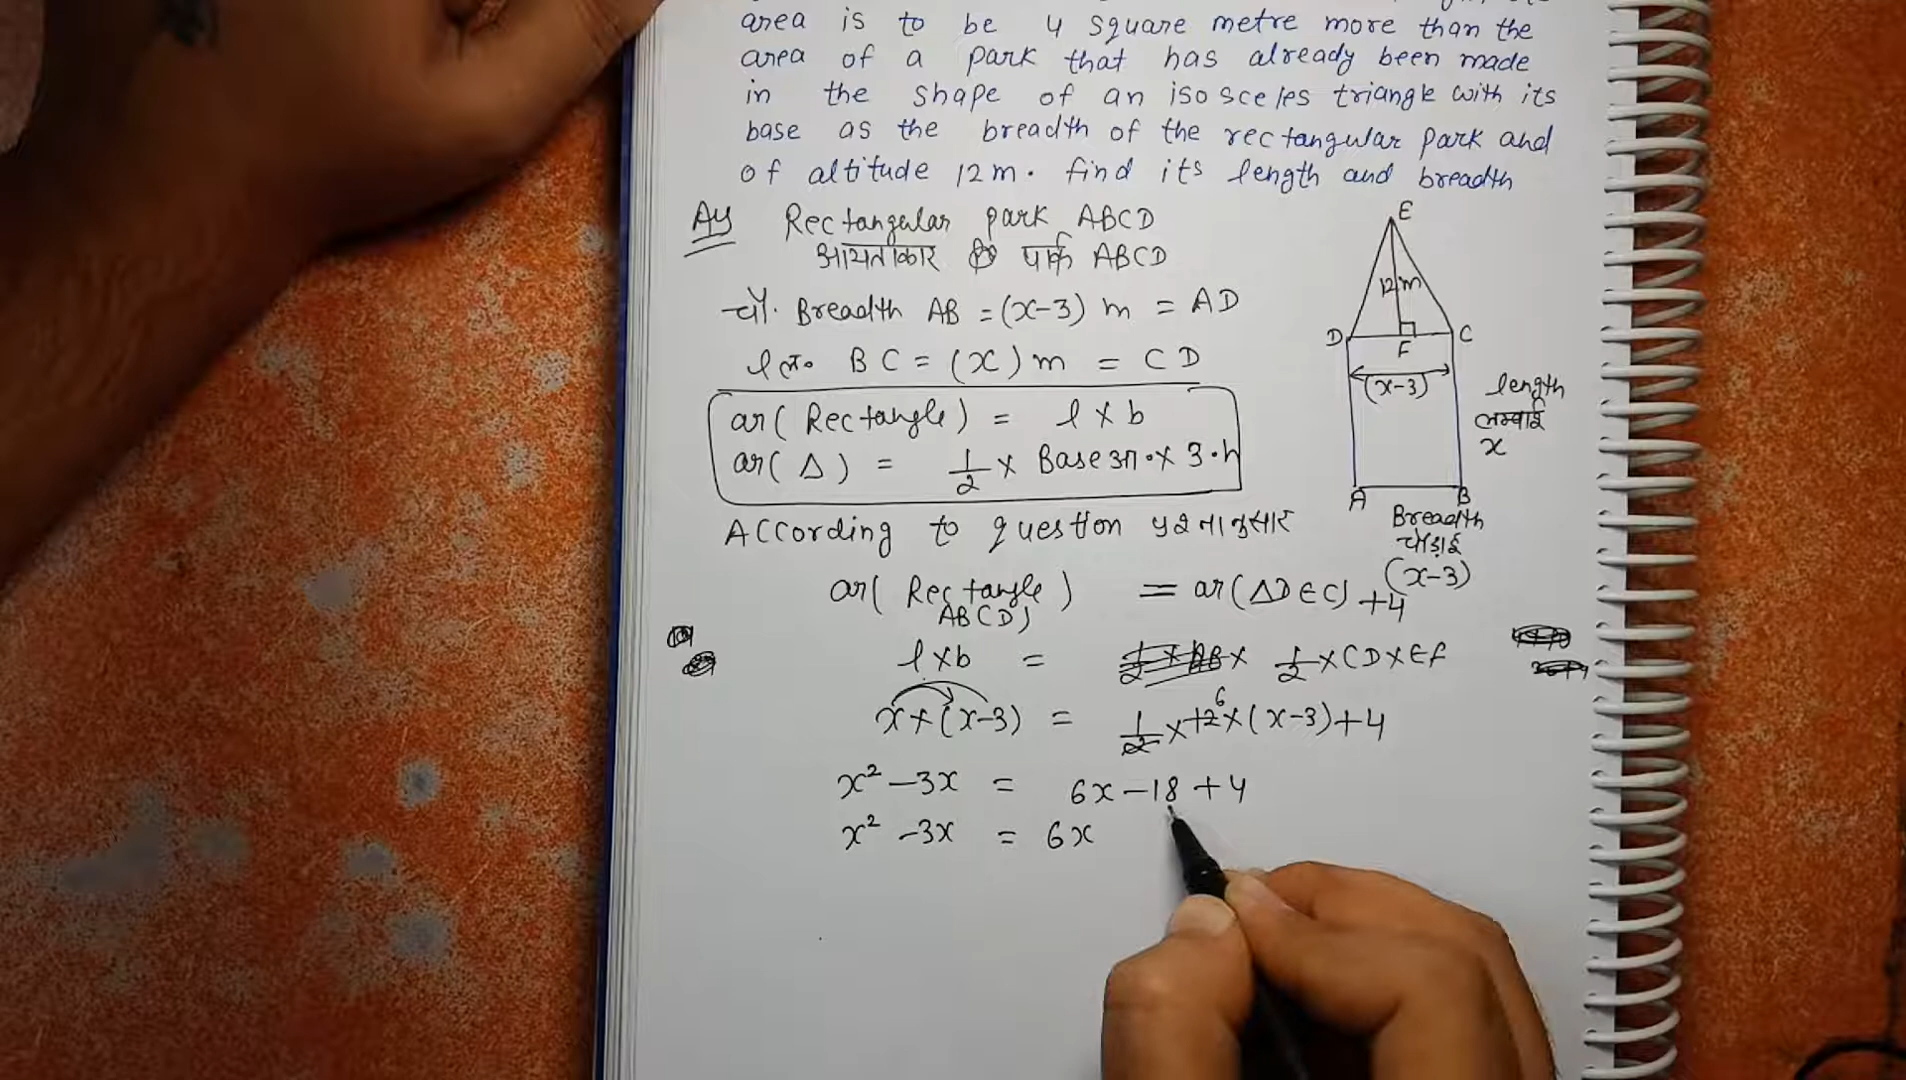 area is to be 4 square metre more than the
area of a park that has already been made
in the shape of an isosceles triangle with its
base as the breadth of the rectangular park and
of altitude 12 m. find its length and breadth
Rectangular park ABCD
आयताकार पार्क ABCD
चौ. Breadth AB = (x-3) m = AD
BC = (x) m = CD
ar( Rectangle ) = l × b
ar( Δ ) = 1/2 × Base
According to question प्रश्नानुसार
ar( Rectangle ) = ar(ΔDEC) +4
ABCD
l×b = 1/2 × CD × EF
x × (x-3) = 1/2 × 12 6 × (x-3) + 4
x² -3x = 6x -18 +4
x² -3x = 6x
E
12 m
D
C
F
(x-3)
length
लम्बाई
x
A
B
Breadth
चौड़ाई
(x-3)